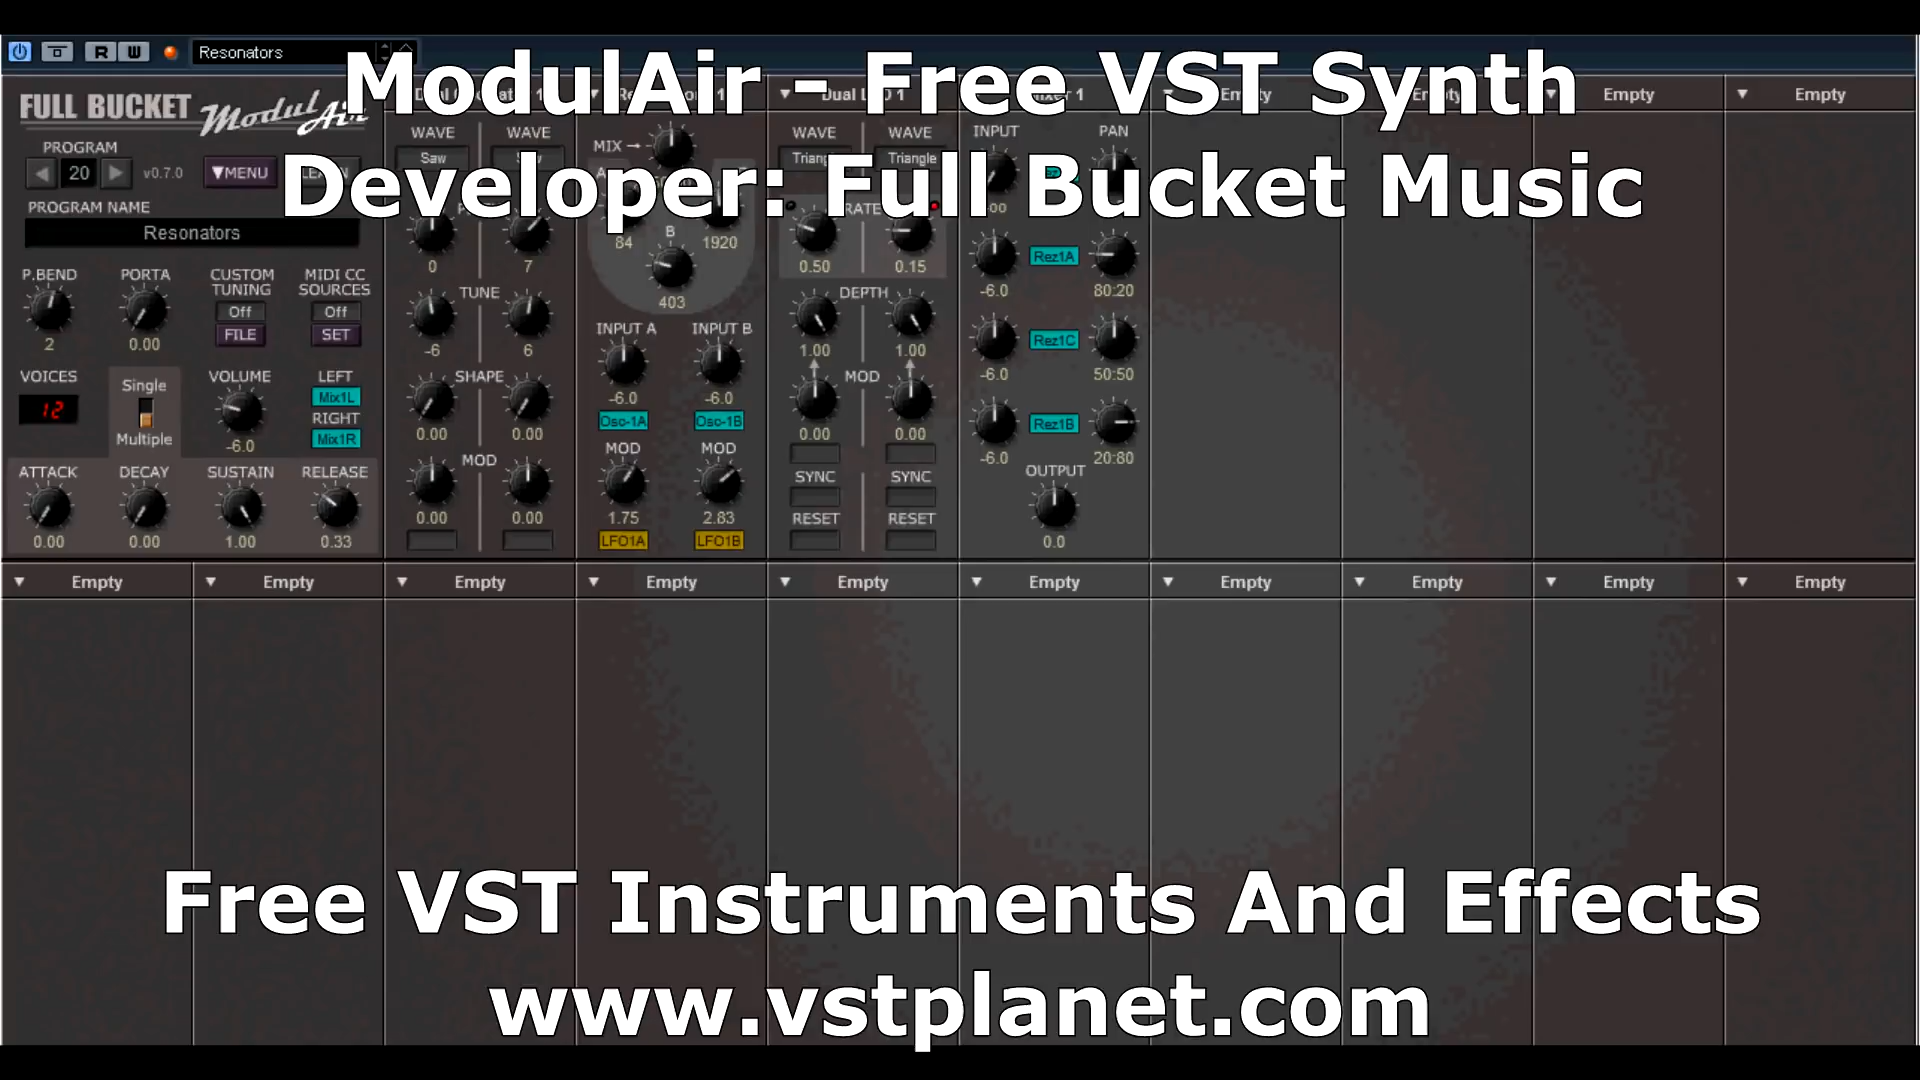 Resonators
ModulAir – Free VST Synth
Developer: Full Bucket Music
FULL BUCKET ModulAir
PROGRAM
20 v0.7.0 ▼MENU
PROGRAM NAME
Resonators
P.BEND PORTA CUSTOM TUNING MIDI CC SOURCES
Off Off
FILE SET
2 0.00
VOICES Single VOLUME LEFT
12 Mix1L
RIGHT
Multiple -6.0 Mix1R
ATTACK DECAY SUSTAIN RELEASE
0.00 0.00 1.00 0.33
WAVE WAVE
Saw
0 7
TUNE
-6 6
SHAPE
0.00 0.00
MOD
0.00 0.00
MIX →
84 B 1920
403
INPUT A INPUT B
-6.0 -6.0
Osc-1A Osc-1B
MOD MOD
1.75 2.83
LFO1A LFO1B
Dual 1
WAVE WAVE
Triangle
RATE
0.50 0.15
DEPTH
1.00 1.00
MOD
0.00 0.00
SYNC SYNC
RESET RESET
INPUT PAN
Rez1A
-6.0 80:20
Rez1C
-6.0 50:50
Rez1B
-6.0 20:80
OUTPUT
0.0
Empty Empty
Empty Empty Empty Empty Empty Empty Empty Empty Empty Empty
Free VST Instruments And Effects
www.vstplanet.com